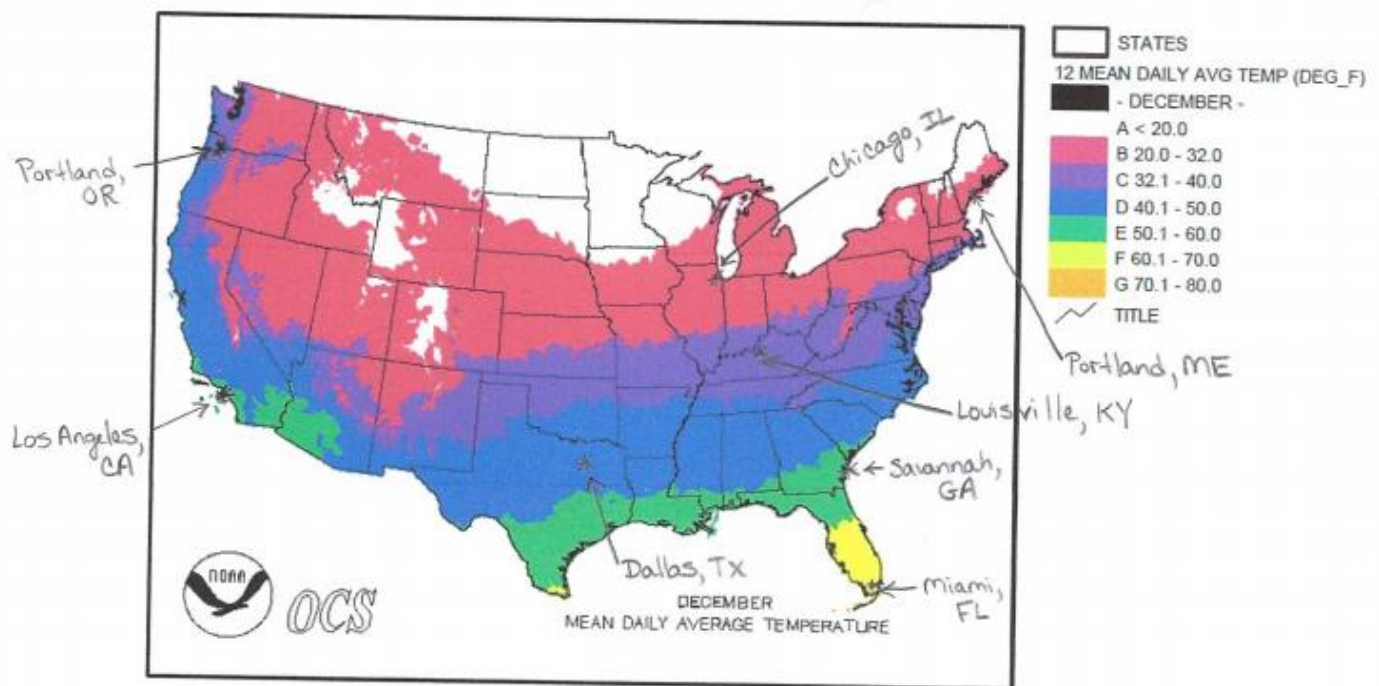 STATES
12 MEAN DAILY AVG TEMP (DEG_F)
- DECEMBER -
A < 20.0
B 20.0 - 32.0
C 32.1 - 40.0
D 40.1 - 50.0
E 50.1 - 60.0
F 60.1 - 70.0
G 70.1 - 80.0
TITLE
Chicago, IL
Portland,
OR
Portland, ME
Louisville, KY
Los Angeles,
CA
Savannah,
GA
Dallas, TX
Miami,
FL
NOAA
OCS
DECEMBER
MEAN DAILY AVERAGE TEMPERATURE